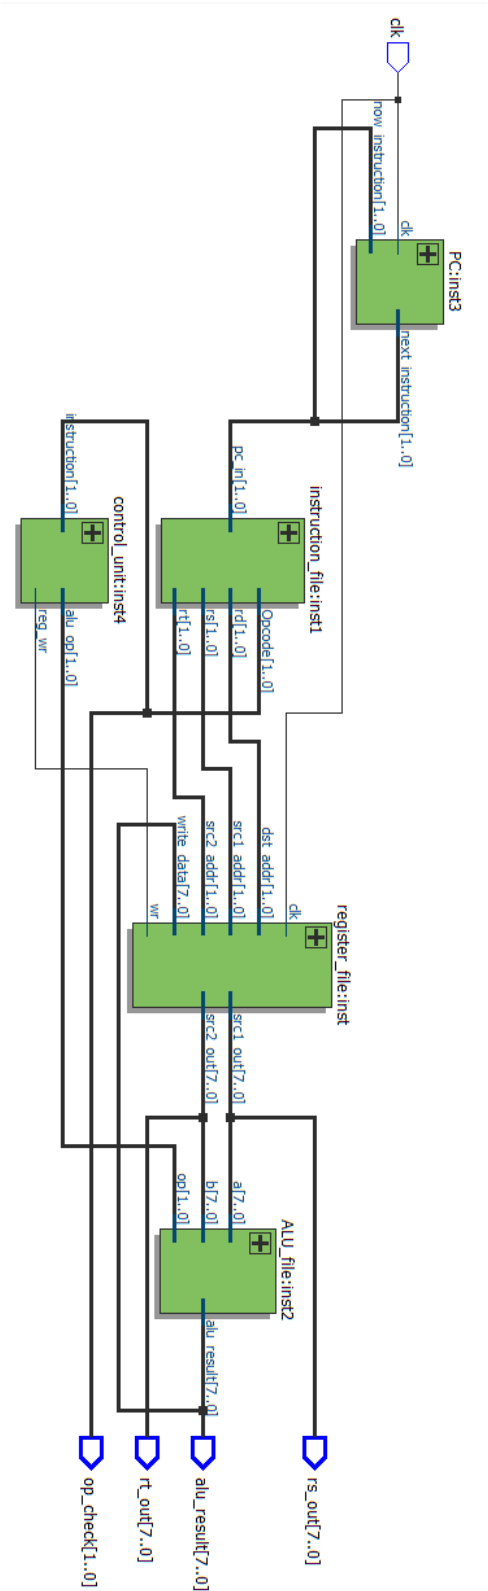 clk
PC:inst3
clk
now_instruction[1..0]
next_instruction[1..0]
instruction_file:inst1
pc_in[1..0]
Opcode[1..0]
rd[1..0]
rs[1..0]
rt[1..0]
control_unit:inst4
instruction[1..0]
alu_op[1..0]
reg_wr
register_file:inst
clk
dst_addr[1..0]
src1_addr[1..0]
src2_addr[1..0]
write_data[7..0]
wr
src1_out[7..0]
src2_out[7..0]
ALU_file:inst2
a[7..0]
b[7..0]
op[1..0]
alu_result[7..0]
rs_out[7..0]
alu_result[7..0]
rt_out[7..0]
op_check[1..0]